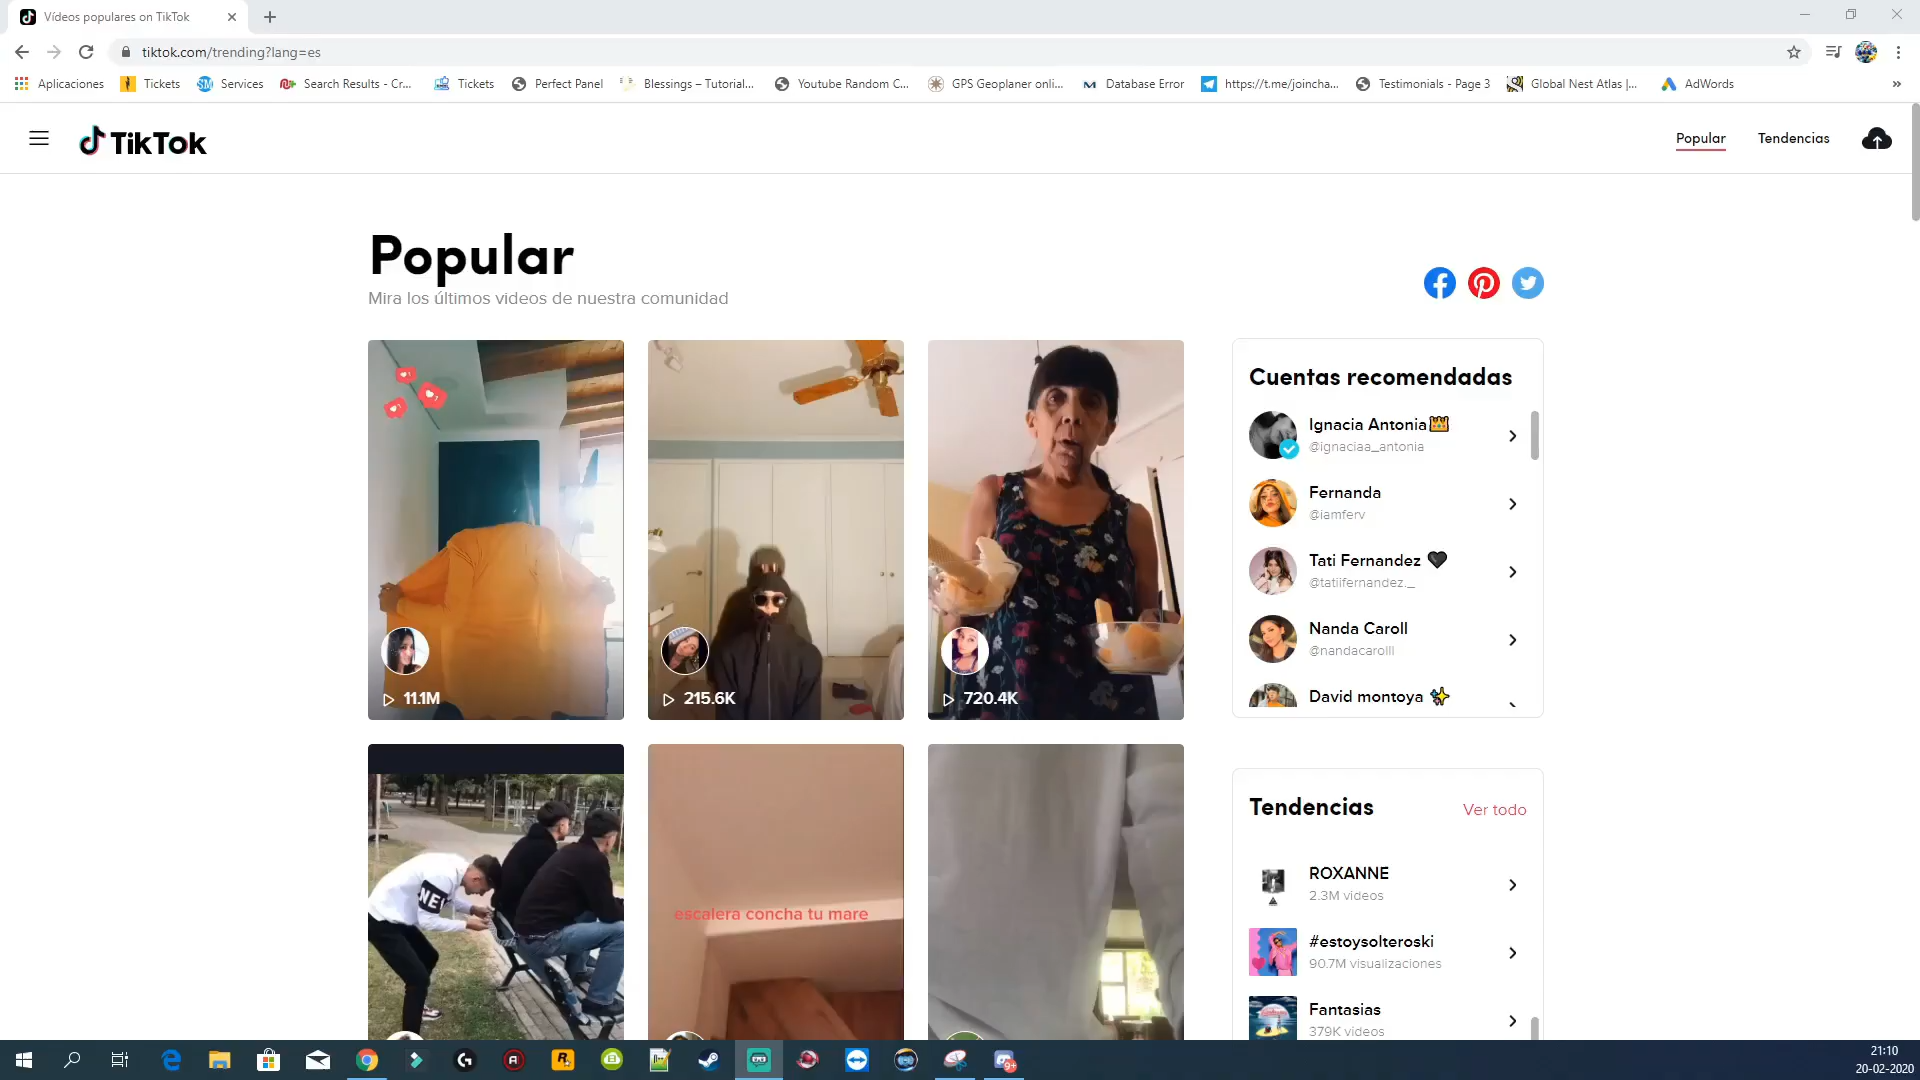 Vídeos populares on TikTok
tiktok.com/trending?lang=es
Aplicaciones
Tickets
Services
Search Results - Cr...
Tickets
Perfect Panel
Blessings – Tutorial...
Youtube Random C...
GPS Geoplaner onli...
Database Error
https://t.me/joincha...
Testimonials - Page 3
Global Nest Atlas |...
AdWords
TikTok
Popular
Tendencias
Popular
Mira los últimos videos de nuestra comunidad
11.1M
215.6K
720.4K
escalera concha tu mare
Cuentas recomendadas
Ignacia Antonia
@ignaciaa_antonia
Fernanda
@iamferv
Tati Fernandez
@tatiifernandez._
Nanda Caroll
@nandacarolll
David montoya
Tendencias
Ver todo
ROXANNE
2.3M videos
#estoysolteroski
90.7M visualizaciones
Fantasias
379K videos
21:10
20-02-2020